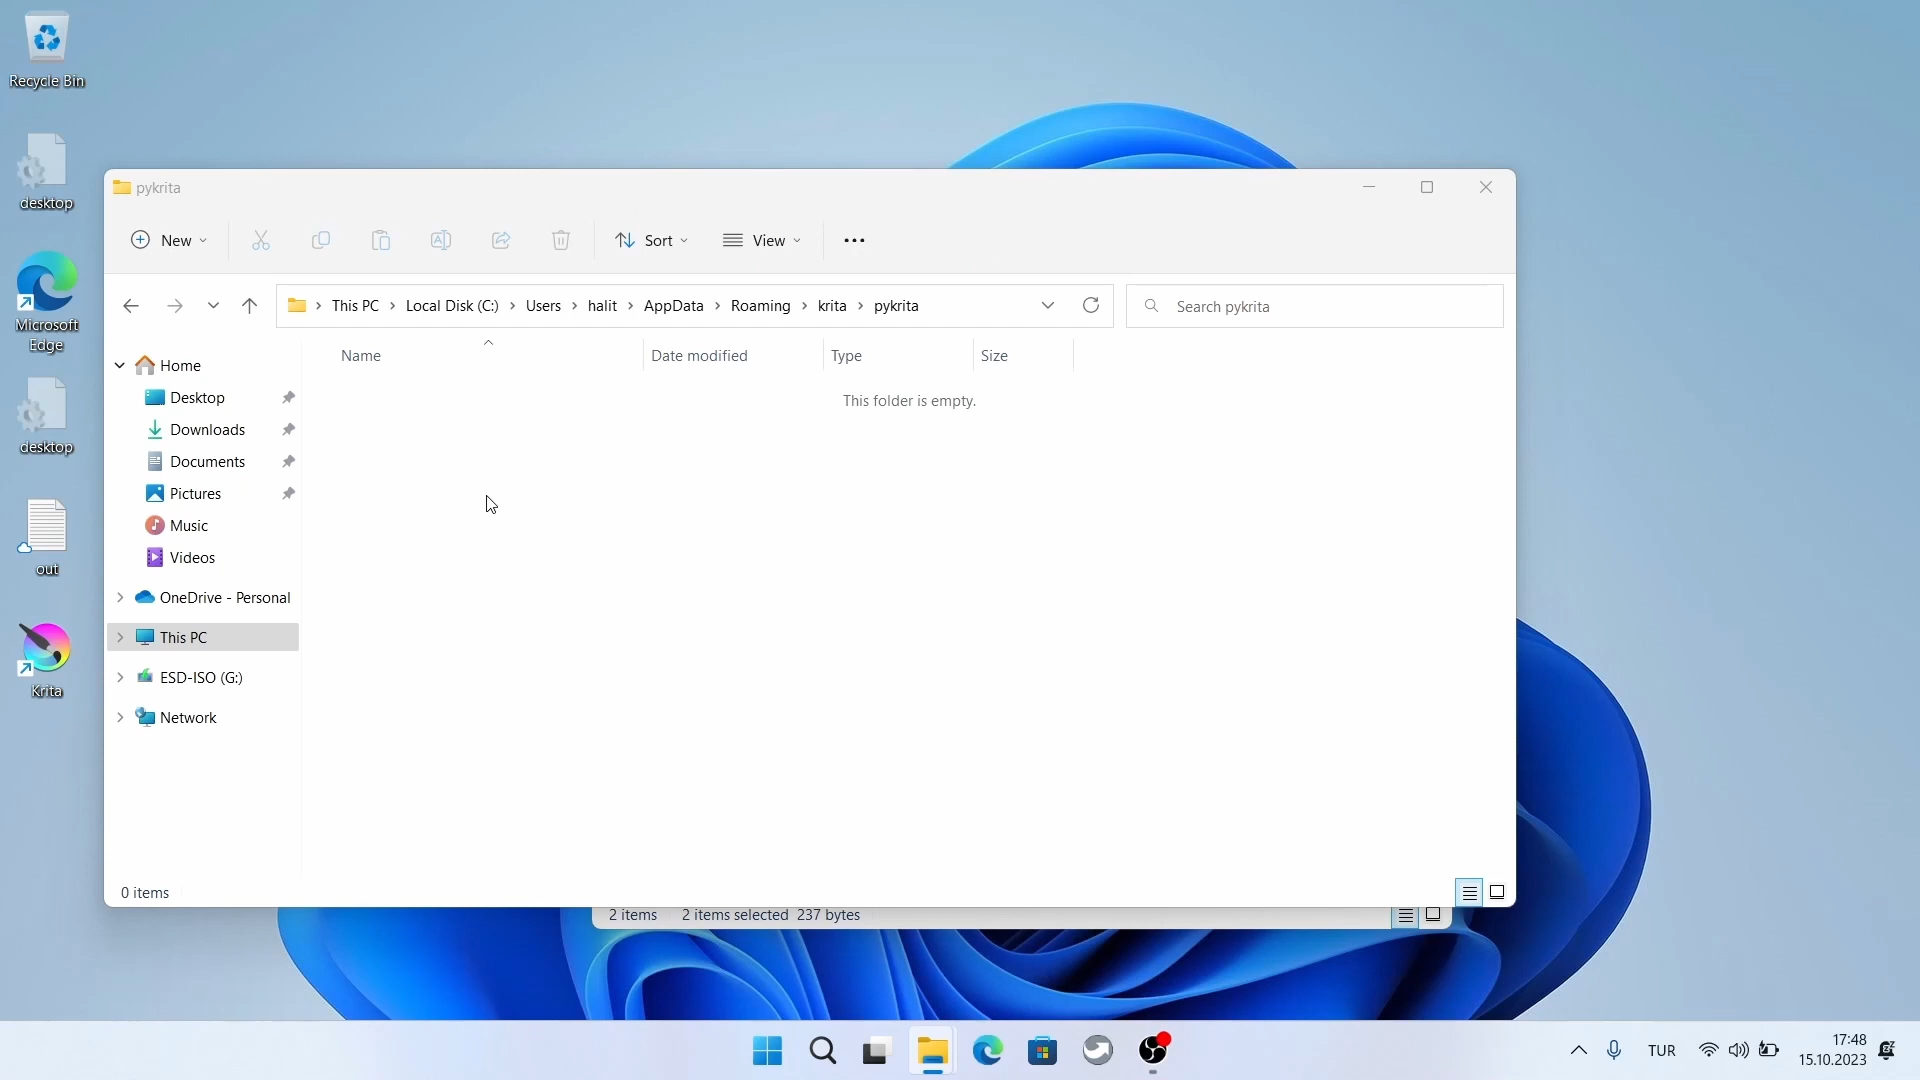 Recycle Bin
desktop
Microsoft
Edge
desktop
out
Krita
pykrita
New
Sort
View
This PC
Local Disk (C:)
Users
halit
AppData
Roaming
krita
pykrita
Search pykrita
Name
Date modified
Type
Size
This folder is empty.
Home
Desktop
Downloads
Documents
Pictures
Music
Videos
OneDrive - Personal
This PC
ESD-ISO (G:)
Network
0 items
2 items
2 items selected 237 bytes
TUR
17:48
15.10.2023